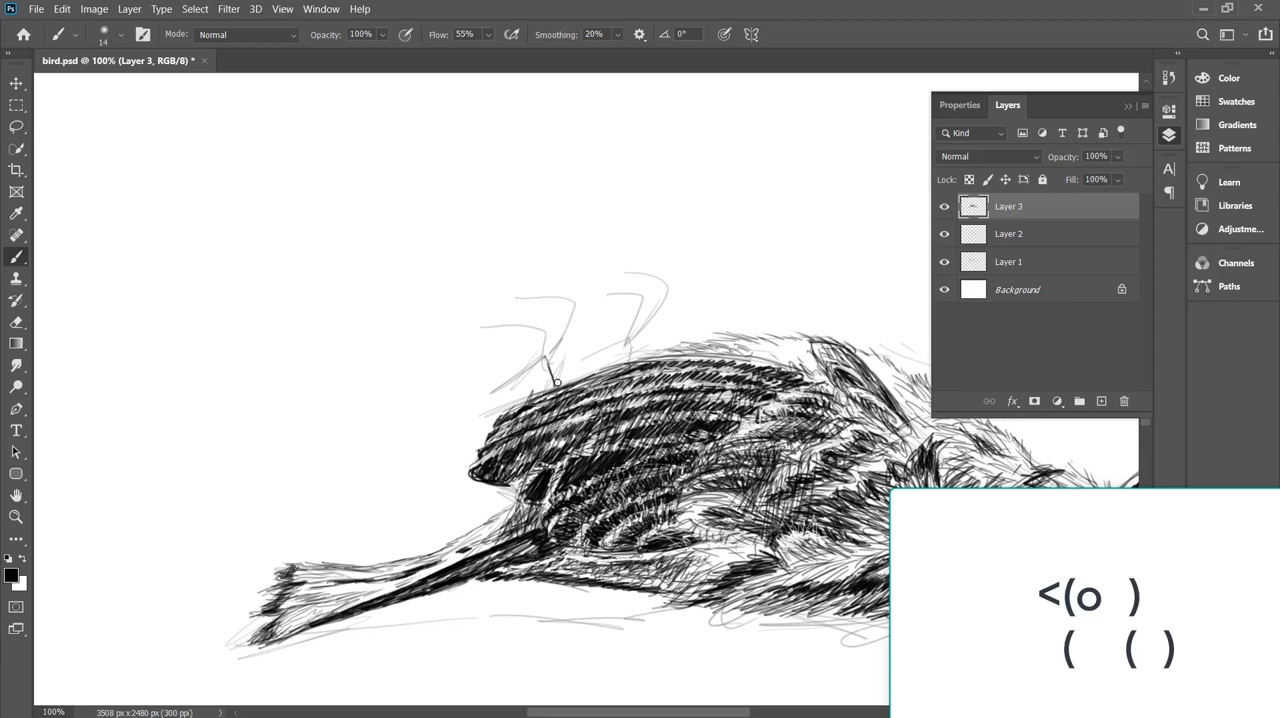 Ps File Edit Image Layer Type Select Filter 3D View Window Help
14 Mode: Normal Opacity: 100% Flow: 55% Smoothing: 20% 0°
bird.psd @ 100% (Layer 3, RGB/8) *
Properties Layers
Kind
Normal Opacity: 100%
Lock: Fill: 100%
Layer 3
Layer 2
Layer 1
Background
fx
Color
Swatches
Gradients
Patterns
Learn
Libraries
Adjustme...
Channels
Paths
<(o )
( ( )
100% 3508 px x 2480 px (300 ppi)